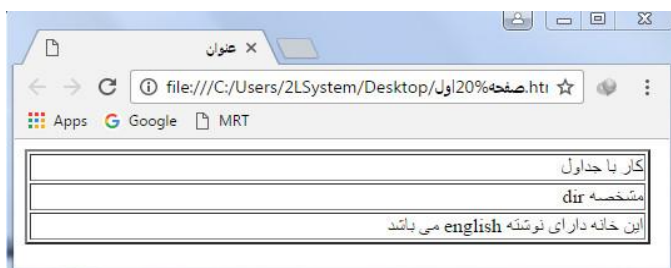 عنوان
file:///C:/Users/2LSystem/Desktop/صفحه%20اول.htm
Apps Google MRT
کار با جداول
مشخصه dir
این خانه دارای نوشته english می باشد